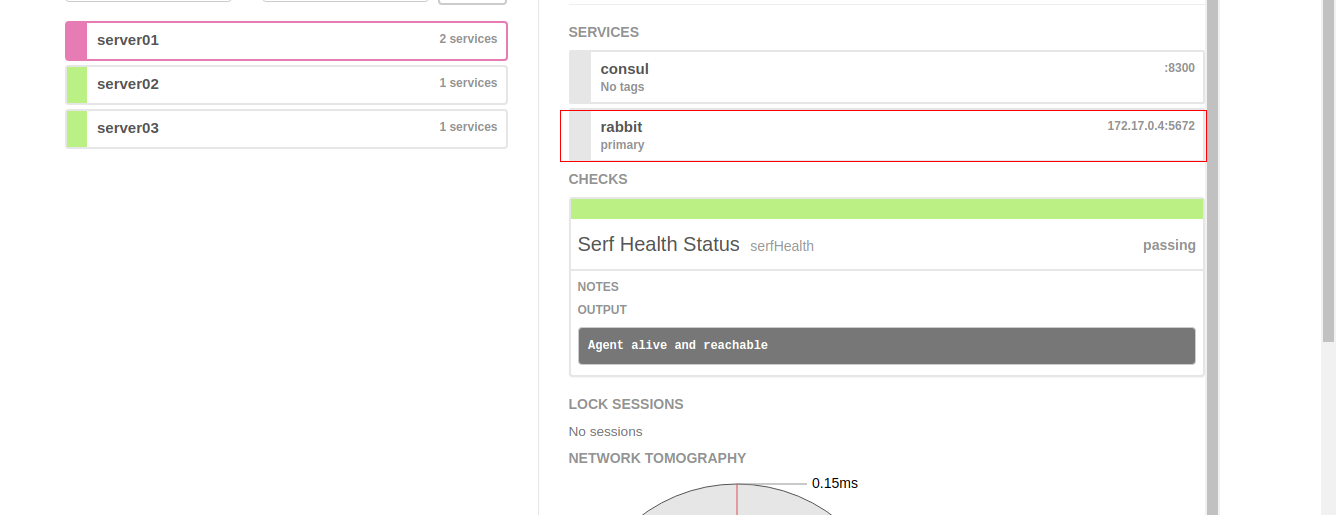 server01
2 services
server02
1 services
server03
1 services
SERVICES
consul
:8300
No tags
rabbit
172.17.0.4:5672
primary
CHECKS
Serf Health Status serfHealth
passing
NOTES
OUTPUT
Agent alive and reachable
LOCK SESSIONS
No sessions
NETWORK TOMOGRAPHY
0.15ms